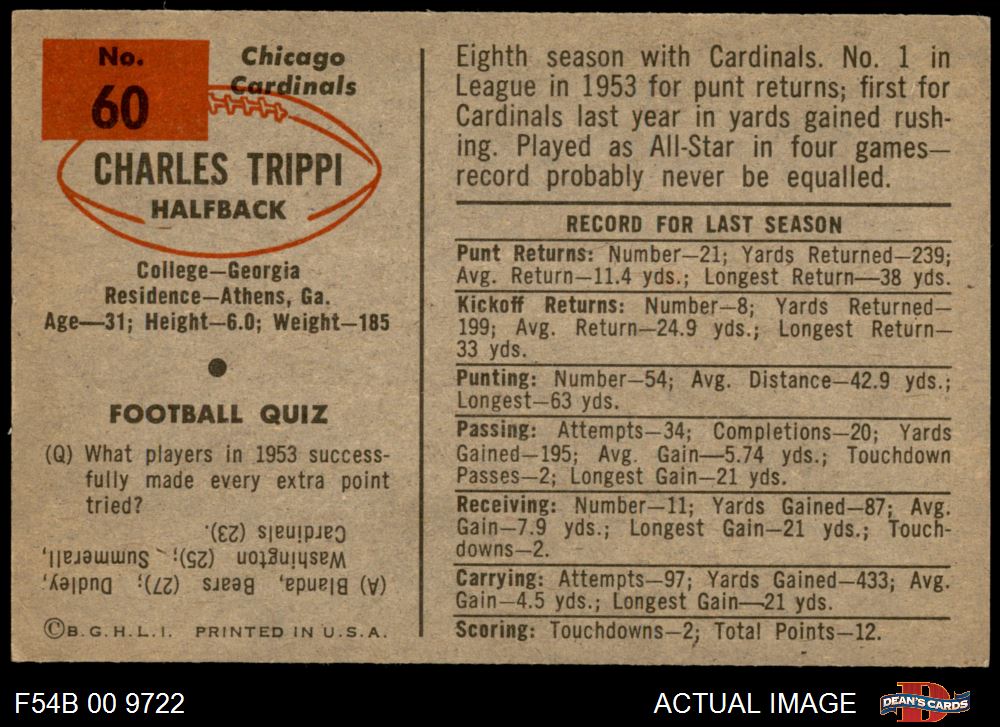 No.
60
Chicago
Cardinals
CHARLES TRIPPI
HALFBACK
College—Georgia
Residence—Athens, Ga.
Age—31; Height—6.0; Weight—185
FOOTBALL QUIZ
(Q) What players in 1953 success-
fully made every extra point
tried?
(A) Blanda, Bears (27); Dudley,
Washington (25); Summerall,
Cardinals (23).
©B.G.H.L.I. PRINTED IN U.S.A.
Eighth season with Cardinals. No. 1 in
League in 1953 for punt returns; first for
Cardinals last year in yards gained rush-
ing. Played as All-Star in four games—
record probably never be equalled.
RECORD FOR LAST SEASON
Punt Returns: Number—21; Yards Returned—239;
Avg. Return—11.4 yds.; Longest Return—38 yds.
Kickoff Returns: Number—8; Yards Returned—
199; Avg. Return—24.9 yds.; Longest Return—
33 yds.
Punting: Number—54; Avg. Distance—42.9 yds.;
Longest—63 yds.
Passing: Attempts—34; Completions—20; Yards
Gained—195; Avg. Gain—5.74 yds.; Touchdown
Passes—2; Longest Gain—21 yds.
Receiving: Number—11; Yards Gained—87; Avg.
Gain—7.9 yds.; Longest Gain—21 yds.; Touch-
downs—2.
Carrying: Attempts—97; Yards Gained—433; Avg.
Gain—4.5 yds.; Longest Gain—21 yds.
Scoring: Touchdowns—2; Total Points—12.
F54B 00 9722
ACTUAL IMAGE
DEAN'S CARDS